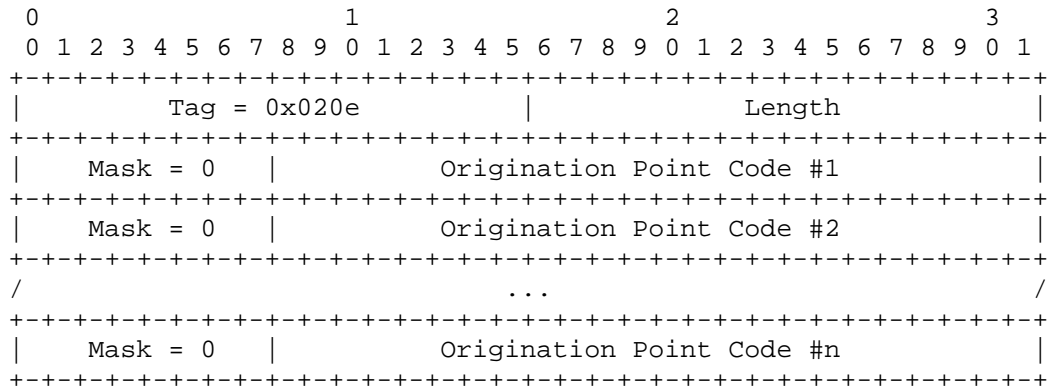 0                   1                   2                   3
 0 1 2 3 4 5 6 7 8 9 0 1 2 3 4 5 6 7 8 9 0 1 2 3 4 5 6 7 8 9 0 1
+-+-+-+-+-+-+-+-+-+-+-+-+-+-+-+-+-+-+-+-+-+-+-+-+-+-+-+-+-+-+-+-+
|         Tag = 0x020e          |             Length            |
+-+-+-+-+-+-+-+-+-+-+-+-+-+-+-+-+-+-+-+-+-+-+-+-+-+-+-+-+-+-+-+-+
|    Mask = 0   |          Origination Point Code #1            |
+-+-+-+-+-+-+-+-+-+-+-+-+-+-+-+-+-+-+-+-+-+-+-+-+-+-+-+-+-+-+-+-+
|    Mask = 0   |          Origination Point Code #2            |
+-+-+-+-+-+-+-+-+-+-+-+-+-+-+-+-+-+-+-+-+-+-+-+-+-+-+-+-+-+-+-+-+
/                              ...                              /
+-+-+-+-+-+-+-+-+-+-+-+-+-+-+-+-+-+-+-+-+-+-+-+-+-+-+-+-+-+-+-+-+
|    Mask = 0   |          Origination Point Code #n            |
+-+-+-+-+-+-+-+-+-+-+-+-+-+-+-+-+-+-+-+-+-+-+-+-+-+-+-+-+-+-+-+-+